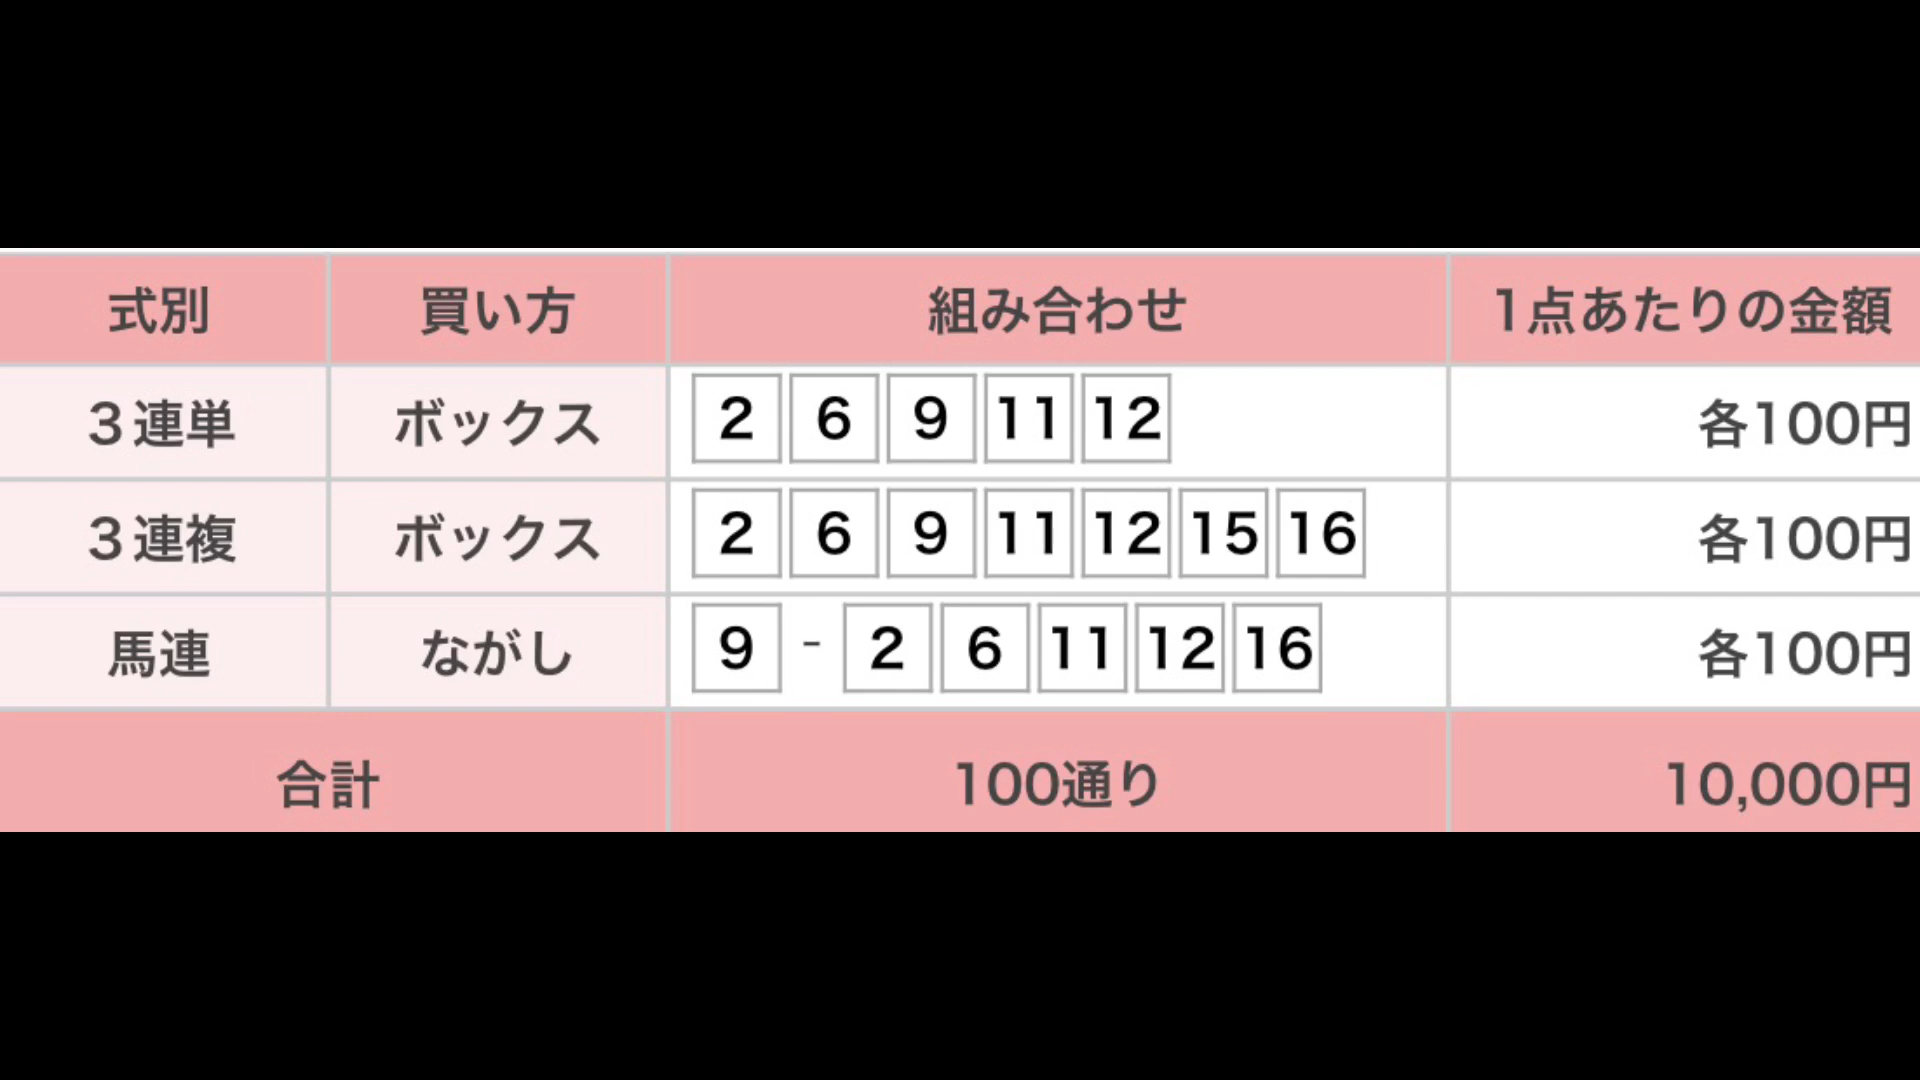 式別 買い方 組み合わせ 1点あたりの金額
３連単 ボックス 2 6 9 11 12 各100円
３連複 ボックス 2 6 9 11 12 15 16 各100円
馬連 ながし 9 - 2 6 11 12 16 各100円
合計 100通り 10,000円